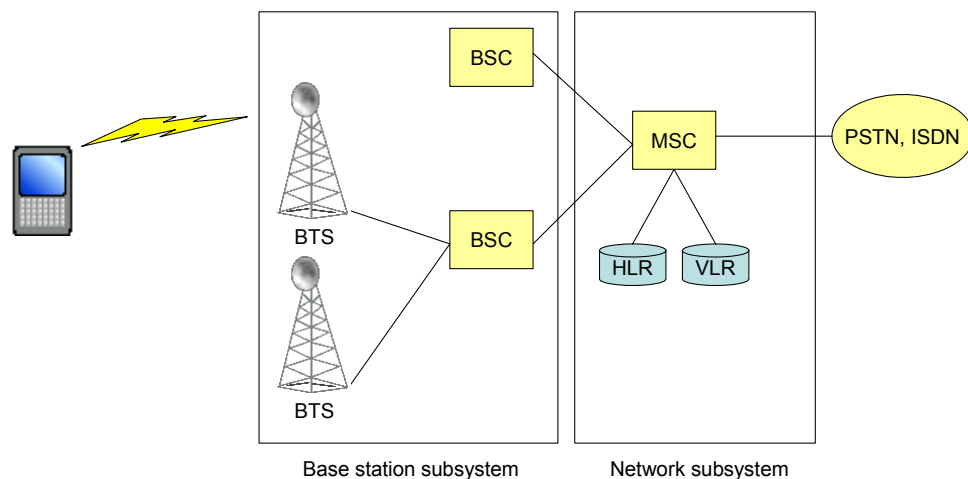 BSC
MSC
PSTN, ISDN
BTS
BSC
HLR
VLR
BTS
Base station subsystem
Network subsystem